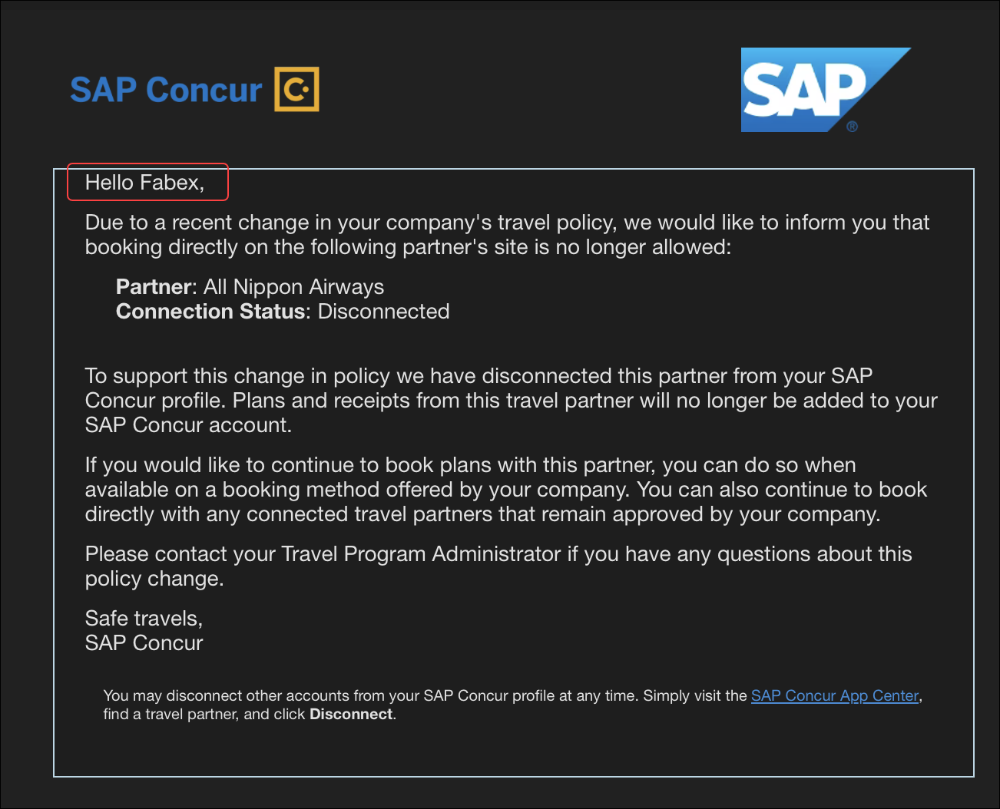 SAP Concur C
SAP
®
Hello Fabex,
Due to a recent change in your company's travel policy, we would like to inform you that
booking directly on the following partner's site is no longer allowed:
Partner: All Nippon Airways
Connection Status: Disconnected
To support this change in policy we have disconnected this partner from your SAP
Concur profile. Plans and receipts from this travel partner will no longer be added to your
SAP Concur account.
If you would like to continue to book plans with this partner, you can do so when
available on a booking method offered by your company. You can also continue to book
directly with any connected travel partners that remain approved by your company.
Please contact your Travel Program Administrator if you have any questions about this
policy change.
Safe travels,
SAP Concur
You may disconnect other accounts from your SAP Concur profile at any time. Simply visit the SAP Concur App Center,
find a travel partner, and click Disconnect.